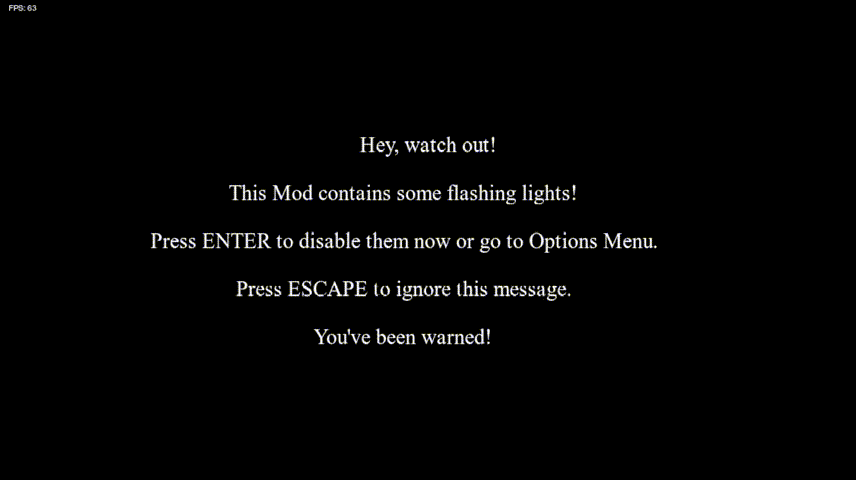 FPS: 63
Hey, watch out!
This Mod contains some flashing lights!
Press ENTER to disable them now or go to Options Menu.
Press ESCAPE to ignore this message.
You've been warned!